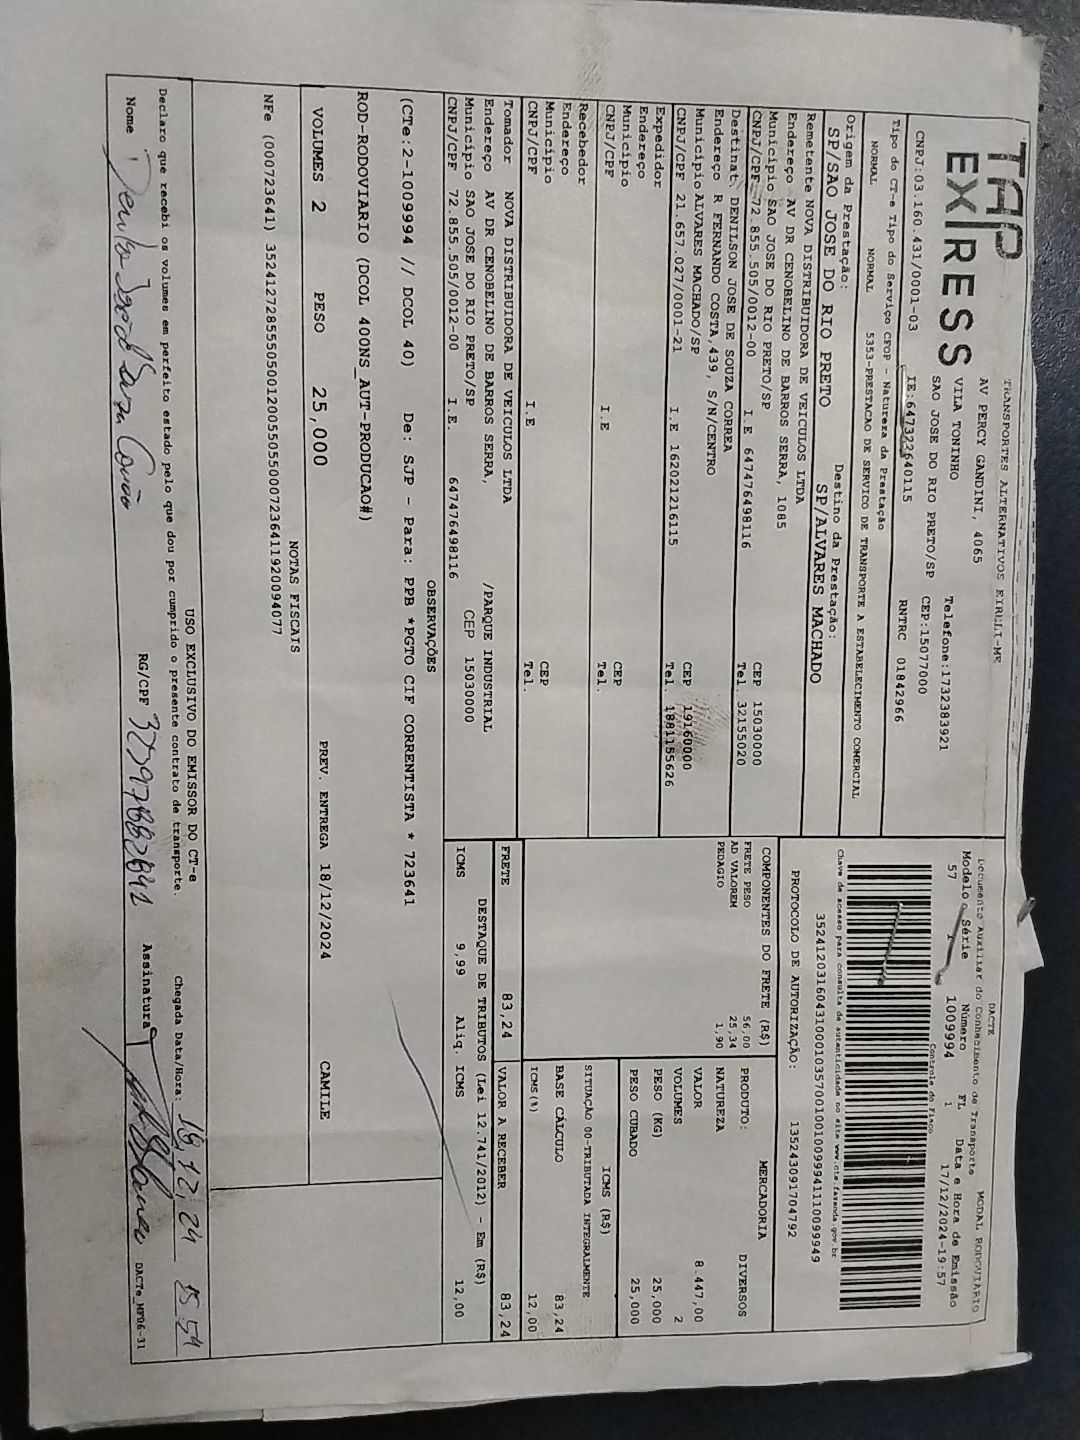 TAP
EXPRESS
TRANSPORTES ALTERNATIVOS EIRELI-ME
AV PERCY GANDINI, 4065
VILA TONINHO Telefone:1732383921
SAO JOSE DO RIO PRETO/SP CEP:15077000
CNPJ:03.160.431/0001-03 IE:647322640115 RNTRC 01842966
Tipo do CT-e Tipo do Serviço CFOP - Natureza da Prestação
NORMAL NORMAL 5353-PRESTACAO DE SERVICO DE TRANSPORTE A ESTABELECIMENTO COMERCIAL
Origem da Prestação: Destino da Prestação:
SP/SAO JOSE DO RIO PRETO SP/ALVARES MACHADO
Remetente NOVA DISTRIBUIDORA DE VEICULOS LTDA
Endereço AV DR CENOBELINO DE BARROS SERRA, 1085
Município SAO JOSE DO RIO PRETO/SP CEP 15030000
CNPJ/CPF 72.855.505/0012-00 I.E 647476498116 Tel. 32155020
Destinat. DENILSON JOSE DE SOUZA CORREA
Endereco R FERNANDO COSTA,439, S/N/CENTRO
Município ALVARES MACHADO/SP CEP 19160000
CNPJ/CPF 21.657.027/0001-21 I.E 16202121​6115 Tel. 1881155626
Expedidor
Endereço
Município CEP
CNPJ/CPF I.E Tel.
Recebedor
Endereço
Município CEP
CNPJ/CPF I.E Tel.
Tomador NOVA DISTRIBUIDORA DE VEICULOS LTDA
Endereço AV DR CENOBELINO DE BARROS SERRA, /PARQUE INDUSTRIAL
Município SAO JOSE DO RIO PRETO/SP CEP 15030000
CNPJ/CPF 72.855.505/0012-00 I.E. 647476498116
DACTE MODAL RODOVIARIO
Documento Auxiliar do Conhecimento de Transporte
Modelo Série Número FL Data e Hora de Emissão
57 1 1009994 1 17/12/2024-19:57
Controle do Fisco
Chave de acesso para consulta de autenticidade no site www.cte.fazenda.gov.br
35241203160431000103570010010099941110099949
PROTOCOLO DE AUTORIZAÇÃO: 135243091704792
COMPONENTES DO FRETE (R$)
FRETE PESO 56,00
AD VALOREM 25,34
PEDAGIO 1,90
MERCADORIA
PRODUTO: DIVERSOS
NATUREZA
VALOR 8.447,00
VOLUMES 2
PESO (KG) 25,000
PESO CUBADO 25,000
ICMS (R$)
SITUAÇÃO 00-TRIBUTADA INTEGRALMENTE
BASE CÁLCULO 83,24
ICMS(%) 12,00
FRETE 83,24 VALOR A RECEBER 83,24
DESTAQUE DE TRIBUTOS (Lei 12.741/2012) - Em (R$)
ICMS 9,99 Aliq. ICMS 12,00
OBSERVAÇÕES
(CTe:2-1009994 // DCOL 40) De: SJP - Para: PPB *PGTO CIF CORRENTISTA * 723641
ROD-RODOVIARIO (DCOL 400NS_AUT-PRODUCAO#)
VOLUMES 2 PESO 25,000 PREV. ENTREGA 18/12/2024 CAMILE
NOTAS FISCAIS
NFe (000723641) 35241272855505001200550550007236411920094077
USO EXCLUSIVO DO EMISSOR DO CT-e
Declaro que recebi os volumes em perfeito estado pelo que dou por cumprido o presente contrato de transporte. Chegada Data/Hora: 18/12/24
Nome RG/CPF Assinatura
DACTe_MFD6-31